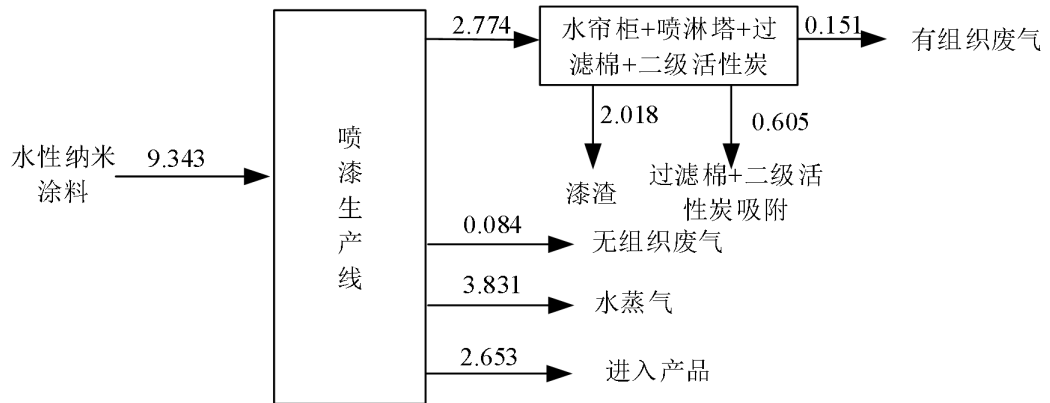 2.774
水帘柜+喷淋塔+过
滤棉+二级活性炭
0.151
有组织废气
2.018
0.605
水性纳米
涂料
9.343
喷
漆
生
产
线
漆渣
过滤棉+二级活
性炭吸附
0.084
无组织废气
3.831
水蒸气
2.653
进入产品